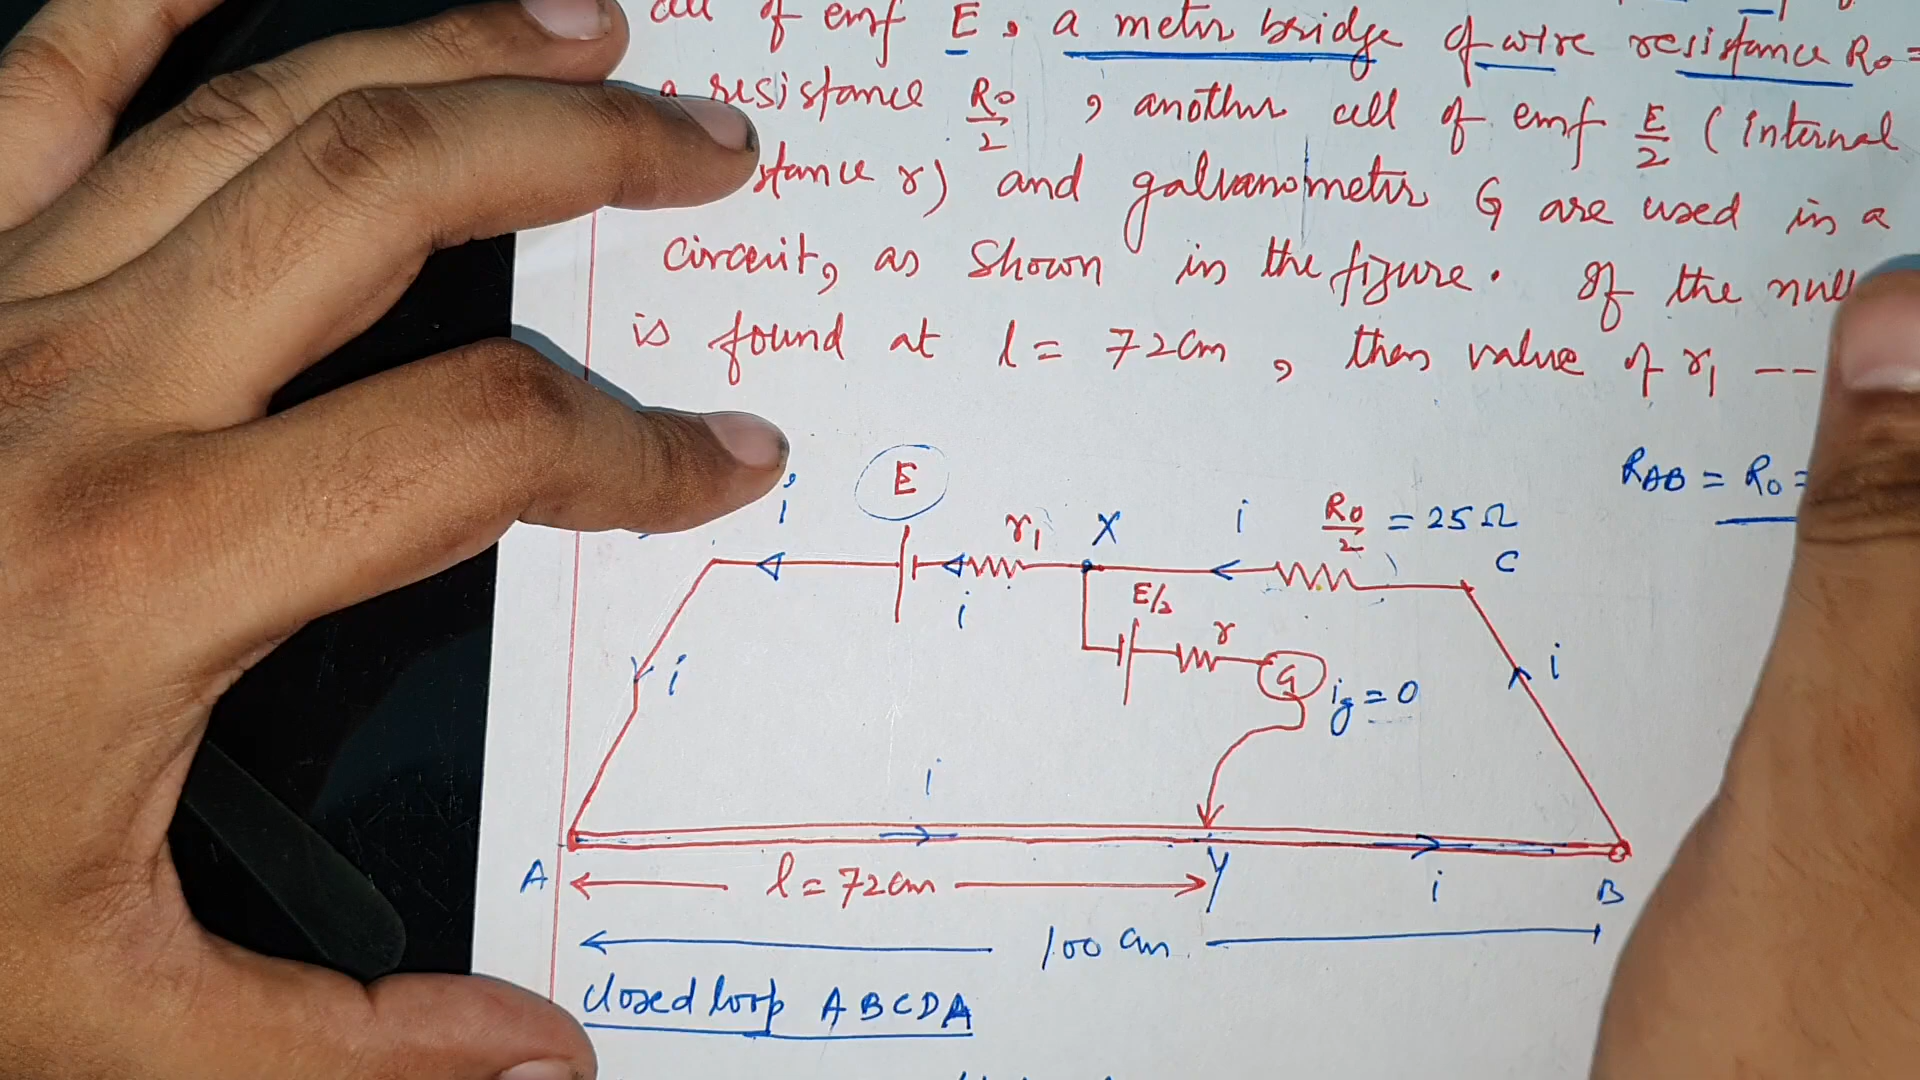 cell of emf E, a meter bridge of wire resistance R₀ =
a resistance R₀/2, another cell of emf E/2 (internal
stance r) and galvanometer G are used in a
circuit, as shown in the figure. If the null
is found at l = 72cm, then value of r₁ ---
E
R_AB = R₀ =
i r₁ X i R₀/2 = 25Ω
C
i E/2 r
i G i_g = 0 i
i
A l = 72cm Y i B
100 cm
closed loop ABCDA